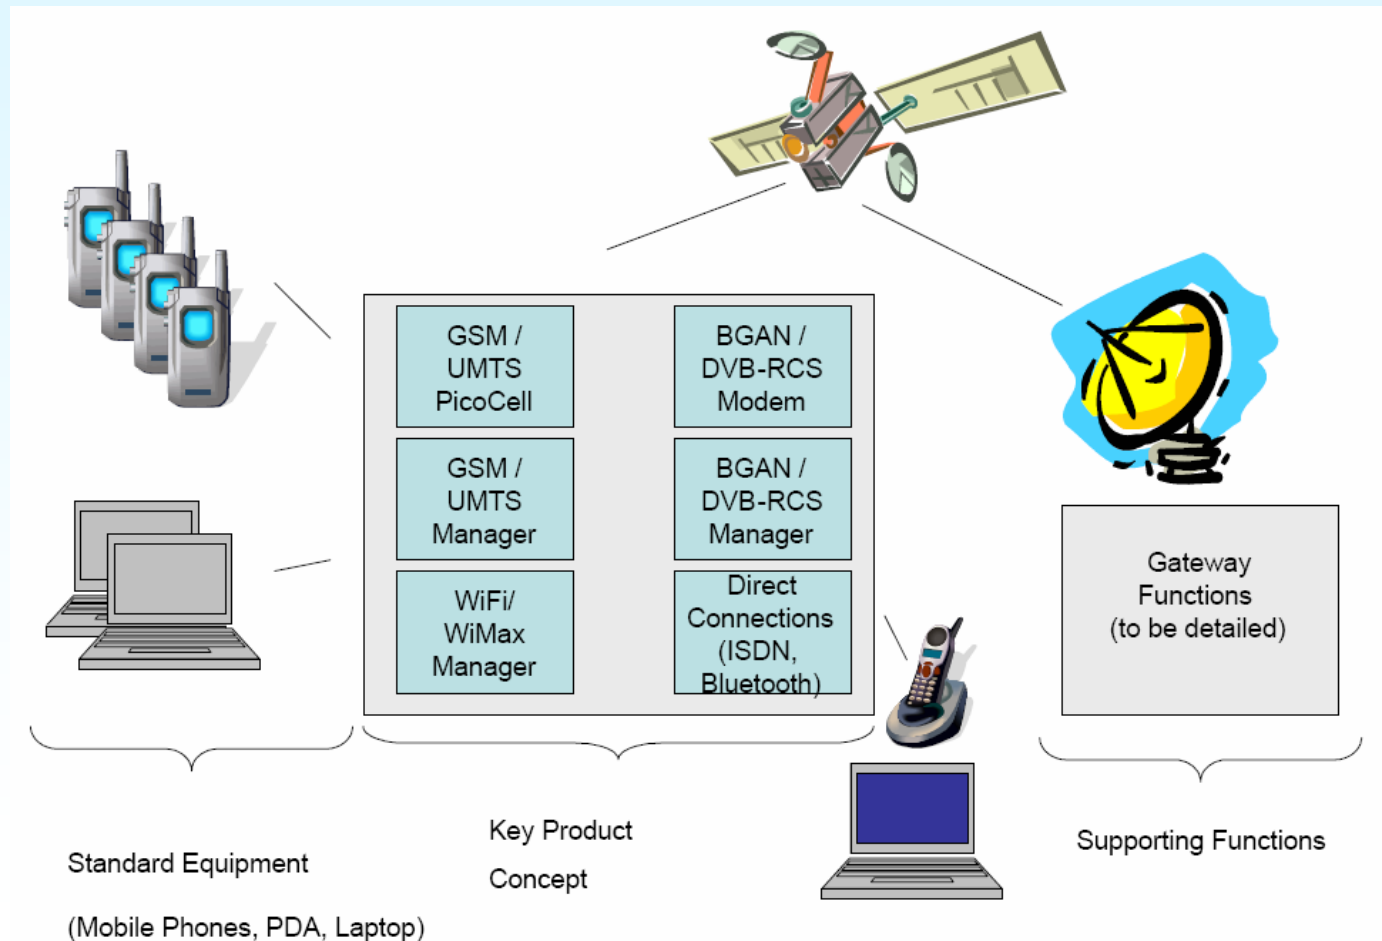 GSM /
UMTS
PicoCell
BGAN /
DVB-RCS
Modem
GSM /
UMTS
Manager
BGAN /
DVB-RCS
Manager
WiFi/
WiMax
Manager
Direct
Connections
(ISDN,
Bluetooth)
Gateway
Functions
(to be detailed)
Standard Equipment
(Mobile Phones, PDA, Laptop)
Key Product
Concept
Supporting Functions